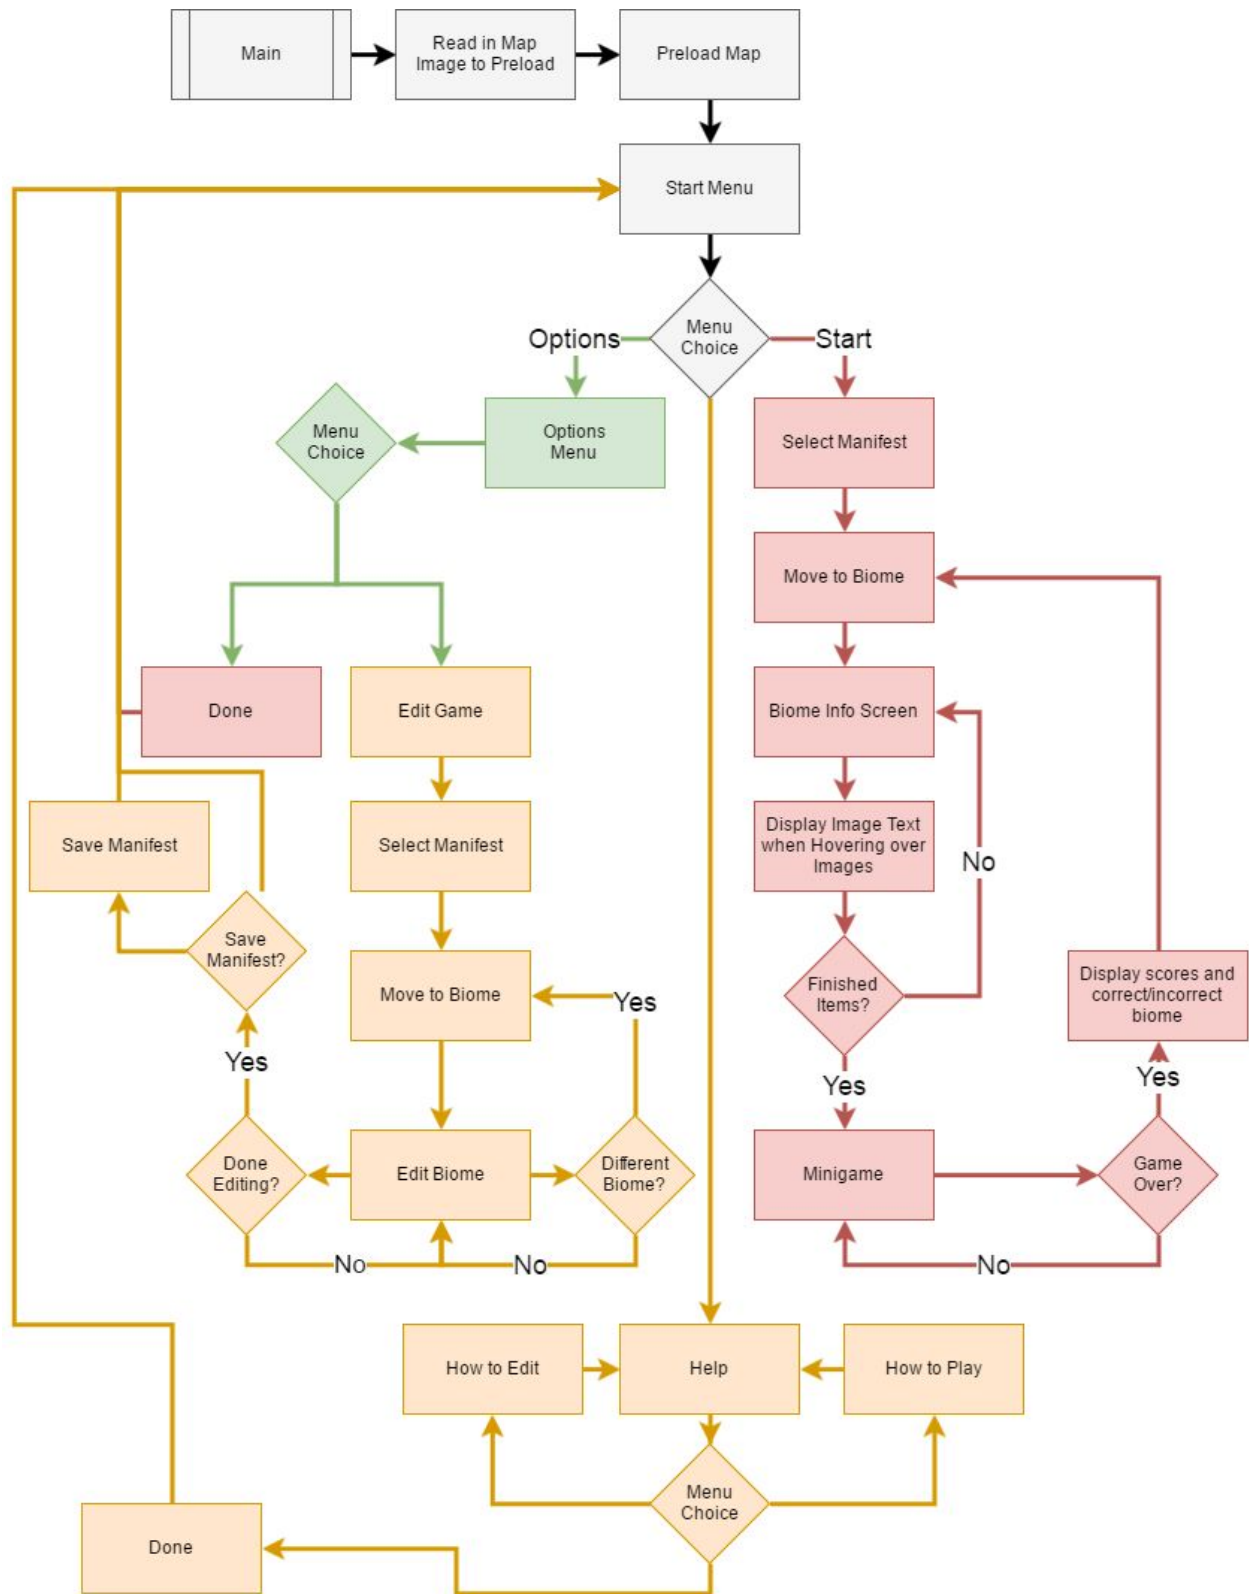 Main
Read in Map
Image to Preload
Preload Map
Start Menu
Menu
Choice
Options
Start
Menu
Choice
Options
Menu
Select Manifest
Move to Biome
Done
Edit Game
Biome Info Screen
Save Manifest
Select Manifest
Display Image Text
when Hovering over
Images
No
Save
Manifest?
Move to Biome
Yes
Finished
Items?
Display scores and
correct/incorrect
biome
Yes
Yes
Yes
Done
Editing?
Edit Biome
Different
Biome?
Minigame
Game
Over?
No
No
No
How to Edit
Help
How to Play
Menu
Choice
Done